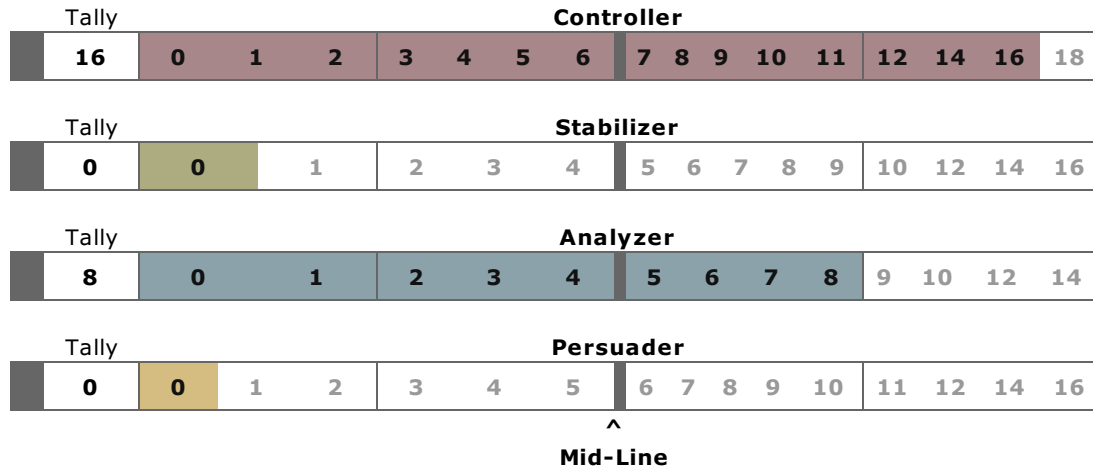 Tally Controller
16 0 1 2 3 4 5 6 7 8 9 10 11 12 14 16 18
Tally Stabilizer
0 0 1 2 3 4 5 6 7 8 9 10 12 14 16
Tally Analyzer
8 0 1 2 3 4 5 6 7 8 9 10 12 14
Tally Persuader
0 0 1 2 3 4 5 6 7 8 9 10 11 12 14 16
^
Mid-Line